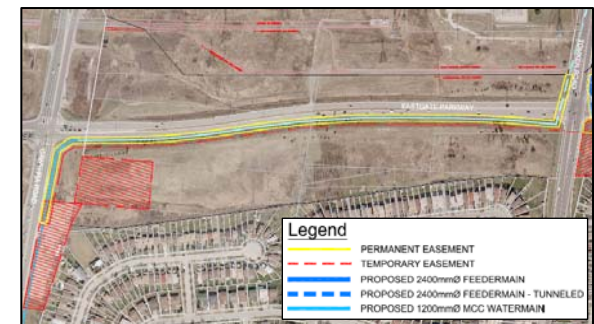 EASTGATE PARKWAY
Legend
PERMANENT EASEMENT
TEMPORARY EASEMENT
PROPOSED 2400mmØ FEEDERMAIN
PROPOSED 2400mmØ FEEDERMAIN - TUNNELED
PROPOSED 1200mmØ MCC WATERMAIN